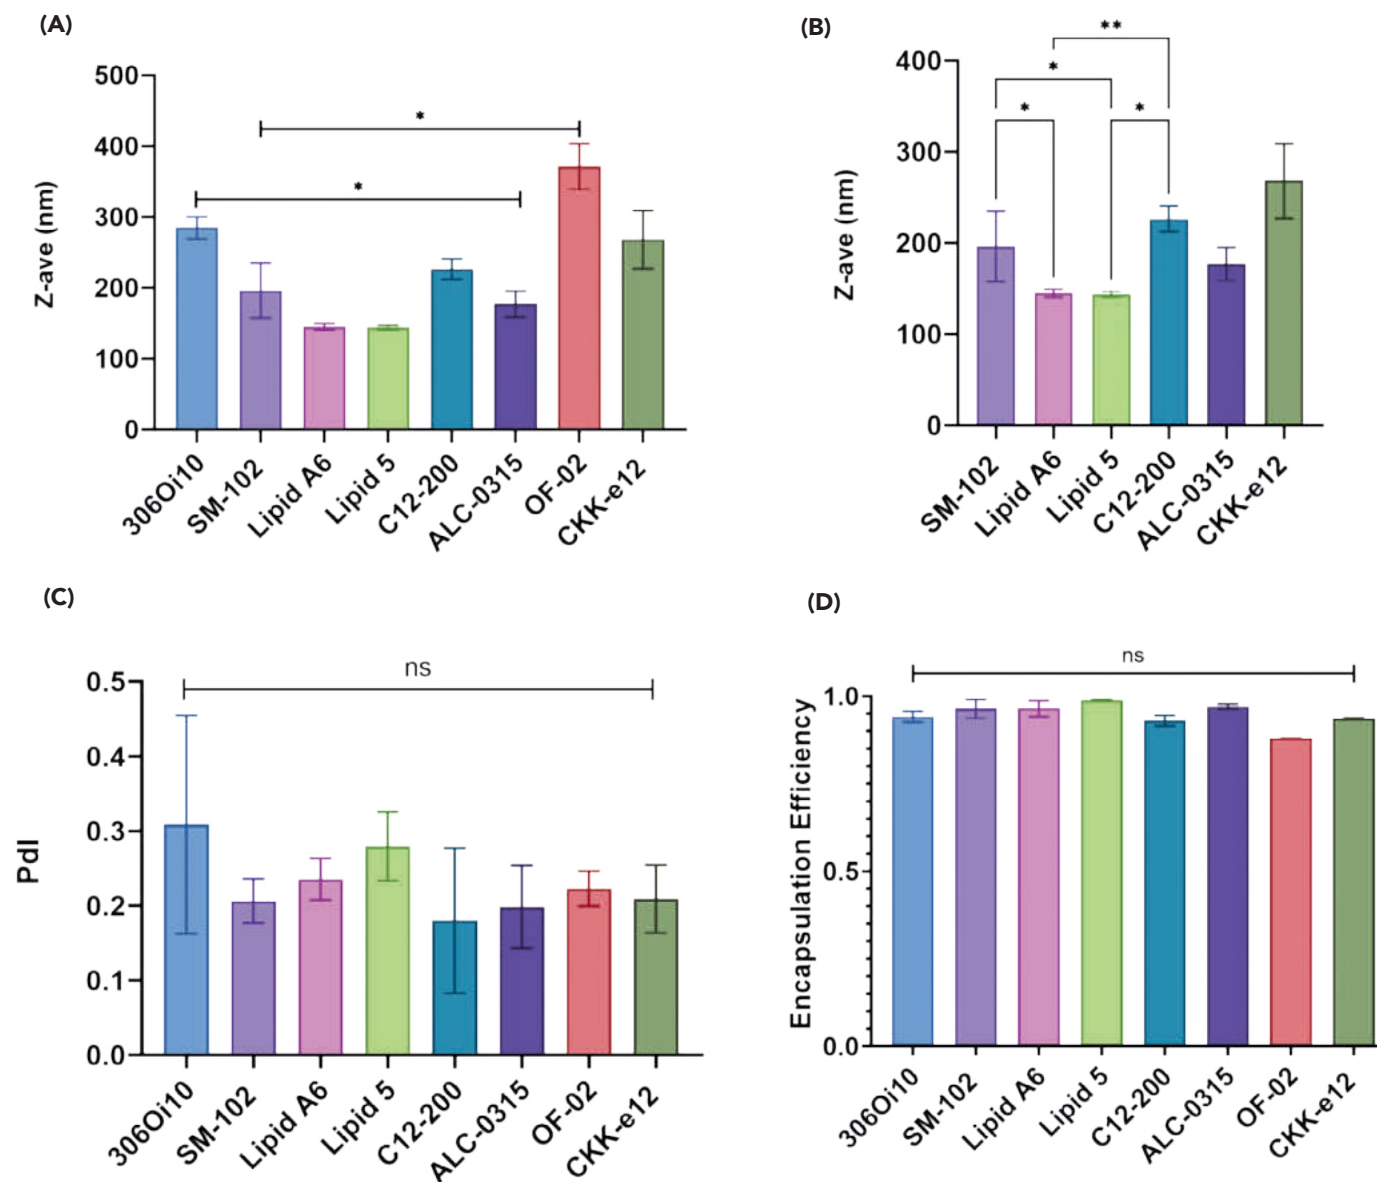 (A)
500
400
300
200
100
0
Z-ave (nm)
*
*
306Oi10
SM-102
Lipid A6
Lipid 5
C12-200
ALC-0315
OF-02
CKK-e12
(B)
400
300
200
100
0
Z-ave (nm)
**
*
*
*
SM-102
Lipid A6
Lipid 5
C12-200
ALC-0315
CKK-e12
(C)
0.5
0.4
0.3
0.2
0.1
0.0
PdI
ns
306Oi10
SM-102
Lipid A6
Lipid 5
C12-200
ALC-0315
OF-02
CKK-e12
(D)
1.0
0.5
0.0
Encapsulation Efficiency
ns
306Oi10
SM-102
Lipid A6
Lipid 5
C12-200
ALC-0315
OF-02
CKK-e12